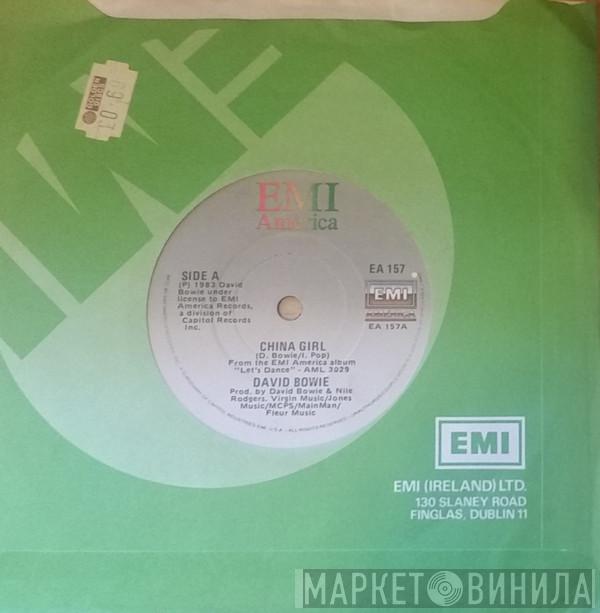 EMI
America
SIDE A
(P) 1983 David
Bowie under
license to EMI
America Records,
a division of
Capitol Records
Inc.
EA 157
EMI
AMERICA
EA 157A
CHINA GIRL
(D. Bowie/I. Pop)
From the EMI America album
"Let's Dance" - AML 3029
DAVID BOWIE
Prod. by David Bowie & Nile
Rodgers. Virgin Music/Jones
Music/MCPS/MainMan/
Fleur Music
EMI
EMI (IRELAND) LTD.
130 SLANEY ROAD
FINGLAS, DUBLIN 11
МАРКЕТ ВИНИЛА